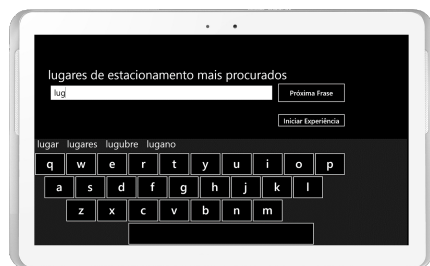 lugares de estacionamento mais procurados
lug
Próxima Frase
Iniciar Experiência
lugar lugares lugubre lugano
q w e r t y u i o p
a s d f g h j k l
z x c v b n m